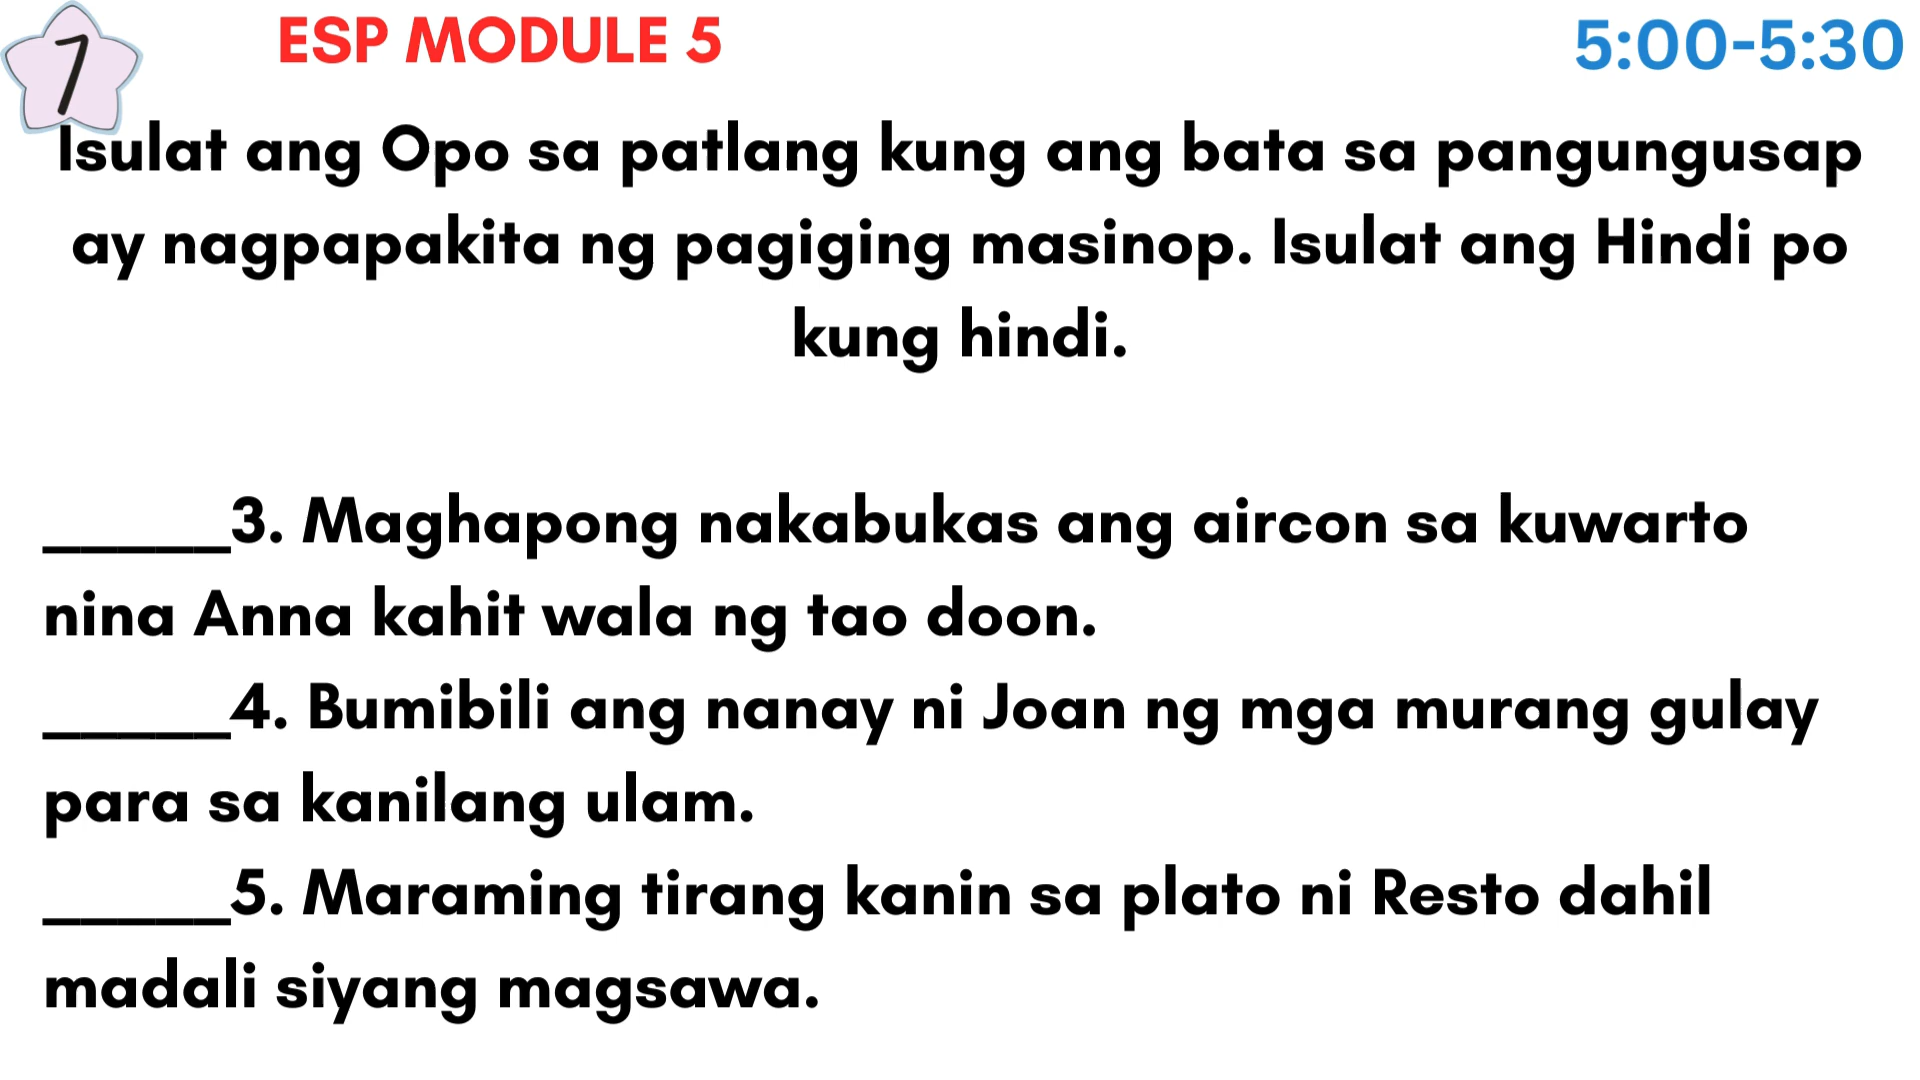 7
ESP MODULE 5
5:00-5:30
Isulat ang Opo sa patlang kung ang bata sa pangungusap
ay nagpapakita ng pagiging masinop. Isulat ang Hindi po
kung hindi.
_____3. Maghapong nakabukas ang aircon sa kuwarto
nina Anna kahit wala ng tao doon.
_____4. Bumibili ang nanay ni Joan ng mga murang gulay
para sa kanilang ulam.
_____5. Maraming tirang kanin sa plato ni Resto dahil
madali siyang magsawa.